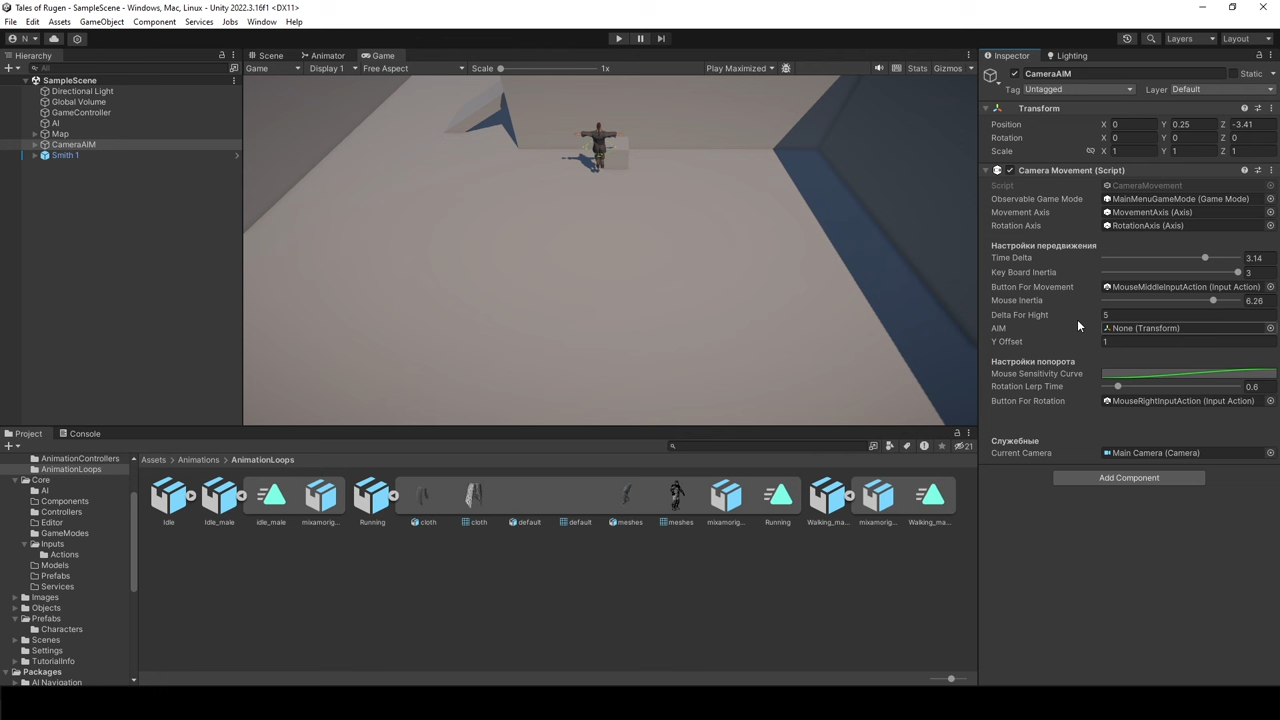 Tales of Rugen - SampleScene - Windows, Mac, Linux - Unity 2022.3.16f1 <DX11>
File Edit Assets GameObject Component Services Jobs Window Help
N
Layers
Layout
Hierarchy
All
SampleScene
Directional Light
Global Volume
GameController
AI
Map
CameraAIM
Smith 1
Scene
Animator
Game
Game
Display 1
Free Aspect
Scale
1x
Play Maximized
Stats
Gizmos
Inspector
Lighting
CameraAIM
Static
Tag Untagged
Layer Default
Transform
Position X 0 Y 0.25 Z -3.41
Rotation X 0 Y 0 Z 0
Scale X 1 Y 1 Z 1
Camera Movement (Script)
Script CameraMovement
Observable Game Mode MainMenuGameMode (Game Mode)
Movement Axis MovementAxis (Axis)
Rotation Axis RotationAxis (Axis)
Настройки передвижения
Time Delta 3.14
Key Board Inertia 3
Button For Movement MouseMiddleInputAction (Input Action)
Mouse Inertia 6.26
Delta For Hight 5
AIM None (Transform)
Y Offset 1
Настройки попорота
Mouse Sensitivity Curve
Rotation Lerp Time 0.6
Button For Rotation MouseRightInputAction (Input Action)
Служебные
Current Camera Main Camera (Camera)
Add Component
Project
Console
21
AnimationControllers
AnimationLoops
Core
AI
Components
Controllers
Editor
GameModes
Inputs
Actions
Models
Prefabs
Services
Images
Objects
Prefabs
Characters
Scenes
Settings
TutorialInfo
Packages
AI Navigation
Assets > Animations > AnimationLoops
Idle
Idle_male
idle_male
mixamorig...
Running
cloth
cloth
default
default
meshes
meshes
mixamorig...
Running
Walking_ma...
mixamorig...
Walking_ma...